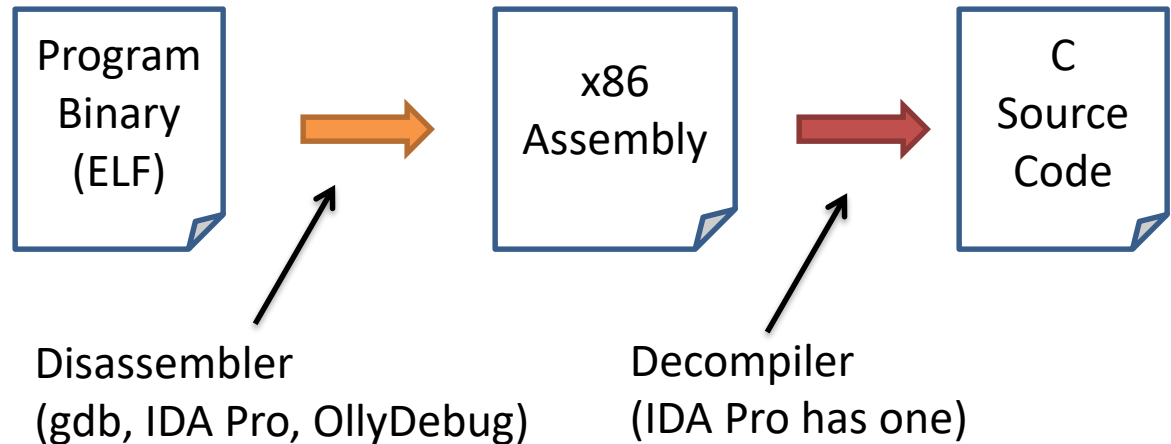 Program
Binary
(ELF)
x86
Assembly
C
Source
Code
Disassembler
(gdb, IDA Pro, OllyDebug)
Decompiler
(IDA Pro has one)